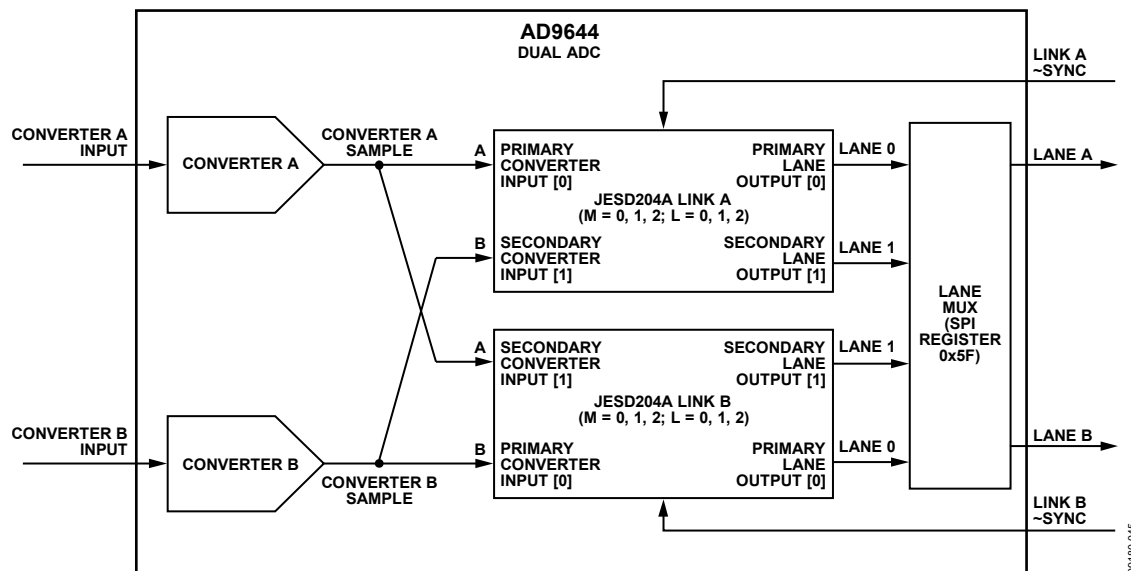 AD9644
DUAL ADC
LINK A
~SYNC
CONVERTER A
INPUT
CONVERTER A
CONVERTER A
SAMPLE
A
PRIMARY
CONVERTER
INPUT [0]
PRIMARY
LANE
OUTPUT [0]
JESD204A LINK A
(M = 0, 1, 2; L = 0, 1, 2)
B
SECONDARY
CONVERTER
INPUT [1]
SECONDARY
LANE
OUTPUT [1]
LANE 0
LANE 1
LANE A
A
SECONDARY
CONVERTER
INPUT [1]
SECONDARY
LANE
OUTPUT [1]
JESD204A LINK B
(M = 0, 1, 2; L = 0, 1, 2)
B
PRIMARY
CONVERTER
INPUT [0]
PRIMARY
LANE
OUTPUT [0]
LANE 1
LANE 0
LANE
MUX
(SPI
REGISTER
0x5F)
LANE B
CONVERTER B
INPUT
CONVERTER B
CONVERTER B
SAMPLE
LINK B
~SYNC